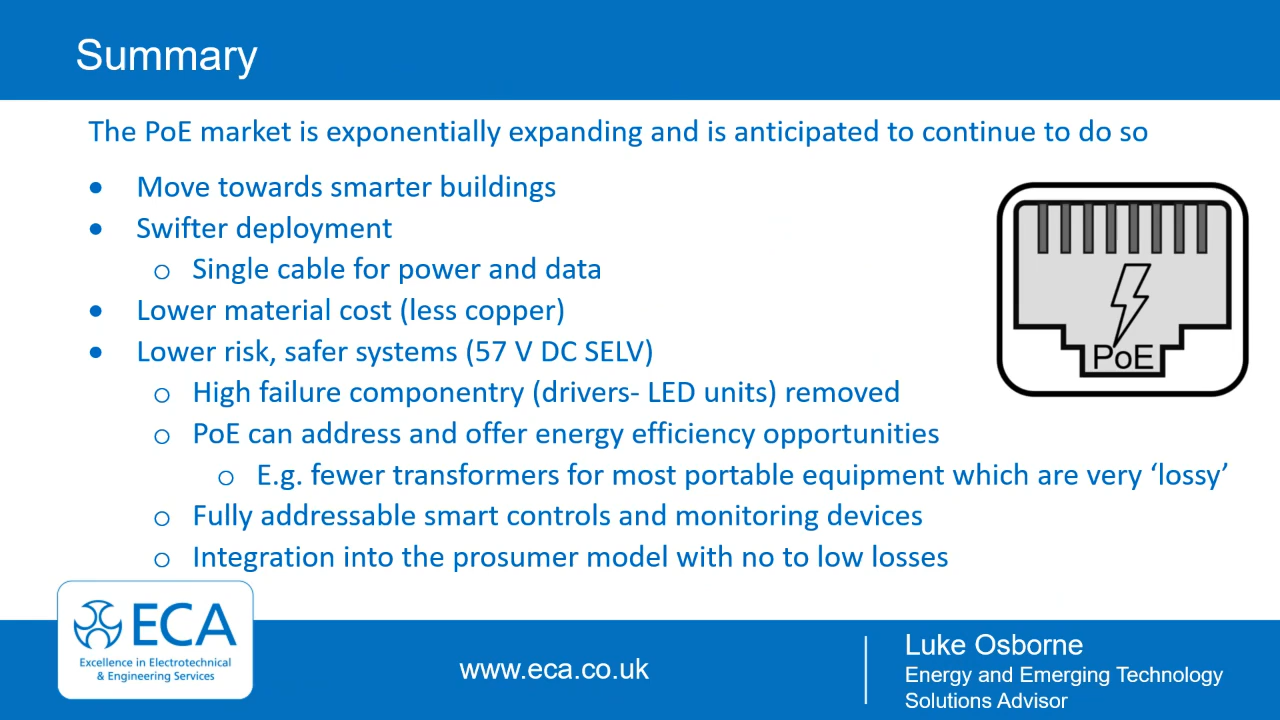 Summary
The PoE market is exponentially expanding and is anticipated to continue to do so
• Move towards smarter buildings
• Swifter deployment
o Single cable for power and data
• Lower material cost (less copper)
• Lower risk, safer systems (57 V DC SELV)
o High failure componentry (drivers- LED units) removed
o PoE can address and offer energy efficiency opportunities
o E.g. fewer transformers for most portable equipment which are very ‘lossy’
o Fully addressable smart controls and monitoring devices
o Integration into the prosumer model with no to low losses
PoE
ECA
Excellence in Electrotechnical
& Engineering Services
www.eca.co.uk
Luke Osborne
Energy and Emerging Technology
Solutions Advisor